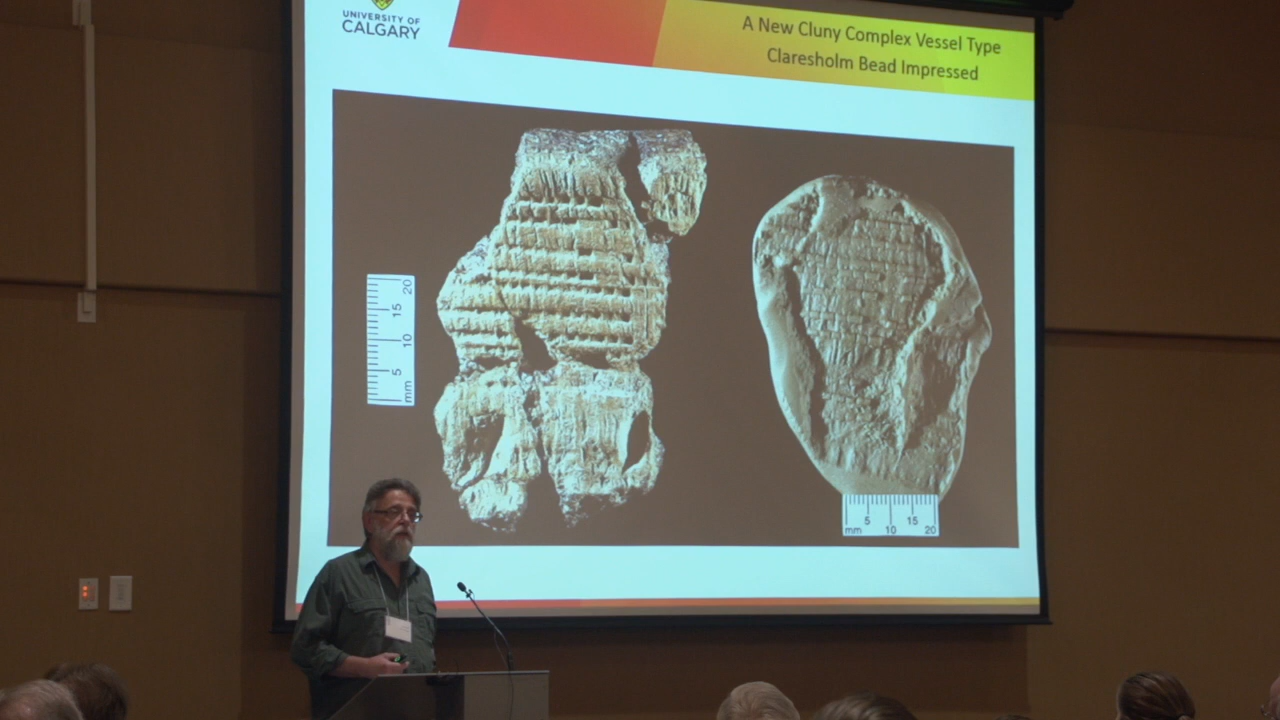 UNIVERSITY OF
CALGARY
A New Cluny Complex Vessel Type
Claresholm Bead Impressed
20
15
10
5
mm
mm 5 10 15 20